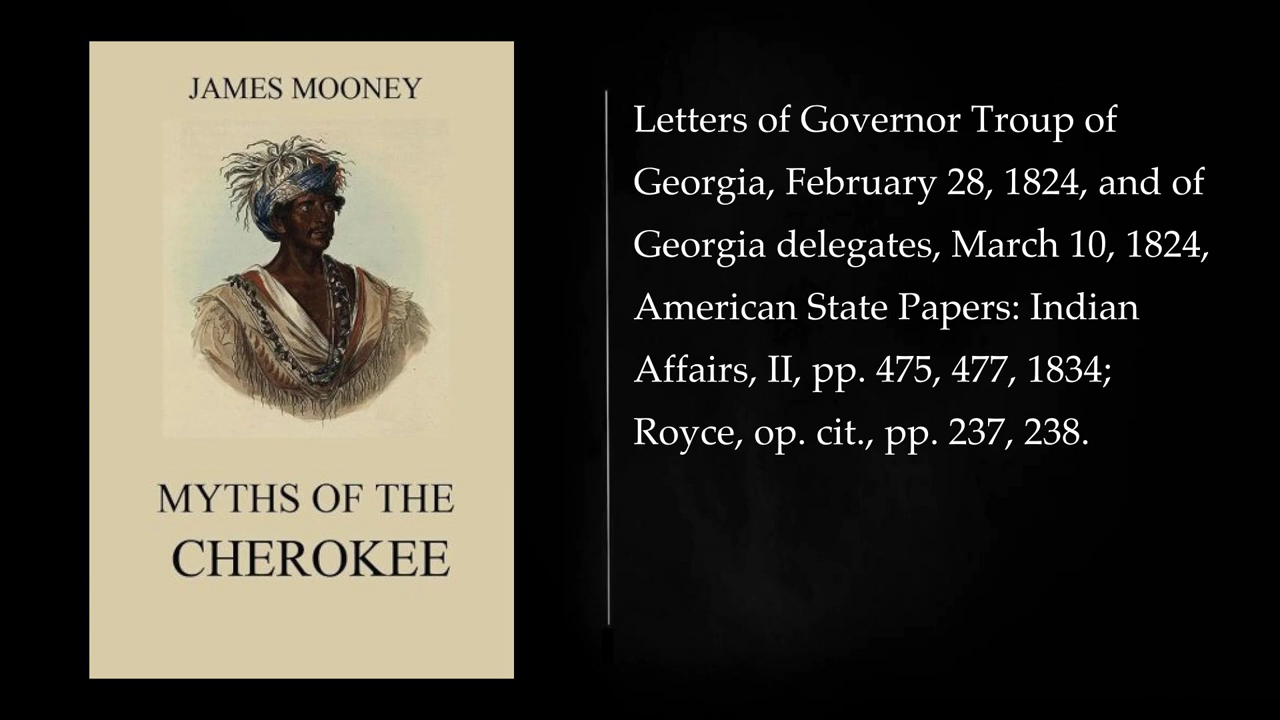 JAMES MOONEY
MYTHS OF THE
CHEROKEE
Letters of Governor Troup of
Georgia, February 28, 1824, and of
Georgia delegates, March 10, 1824,
American State Papers: Indian
Affairs, II, pp. 475, 477, 1834;
Royce, op. cit., pp. 237, 238.